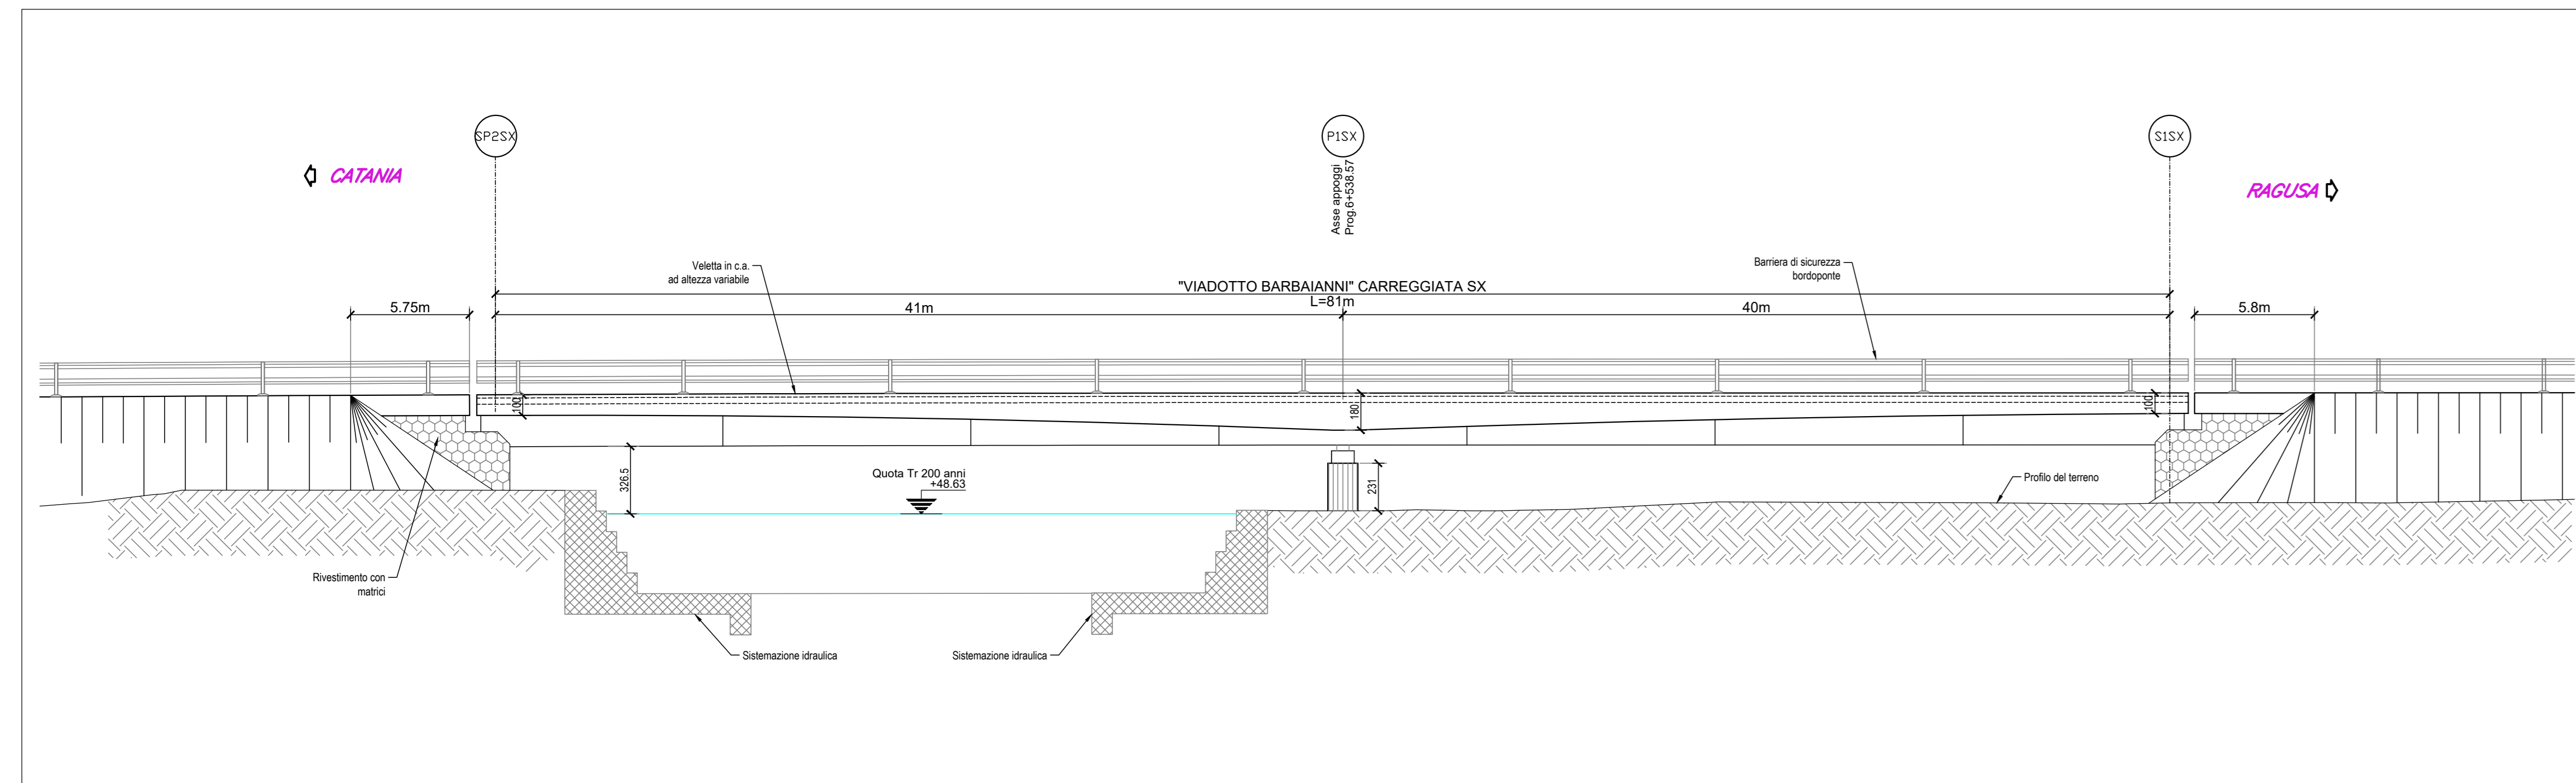 SP2SX
P1SX
S1SX
CATANIA
Asse appoggi
Prog.6+538.57
RAGUSA
Veletta in c.a.
ad altezza variabile
Barriera di sicurezza
bordoponte
"VIADOTTO BARBAIANNI" CARREGGIATA SX
L=81m
5.75m
41m
40m
5.8m
100
180
100
326.5
Quota Tr 200 anni
+48.63
231
Profilo del terreno
Rivestimento con
matrici
Sistemazione idraulica
Sistemazione idraulica